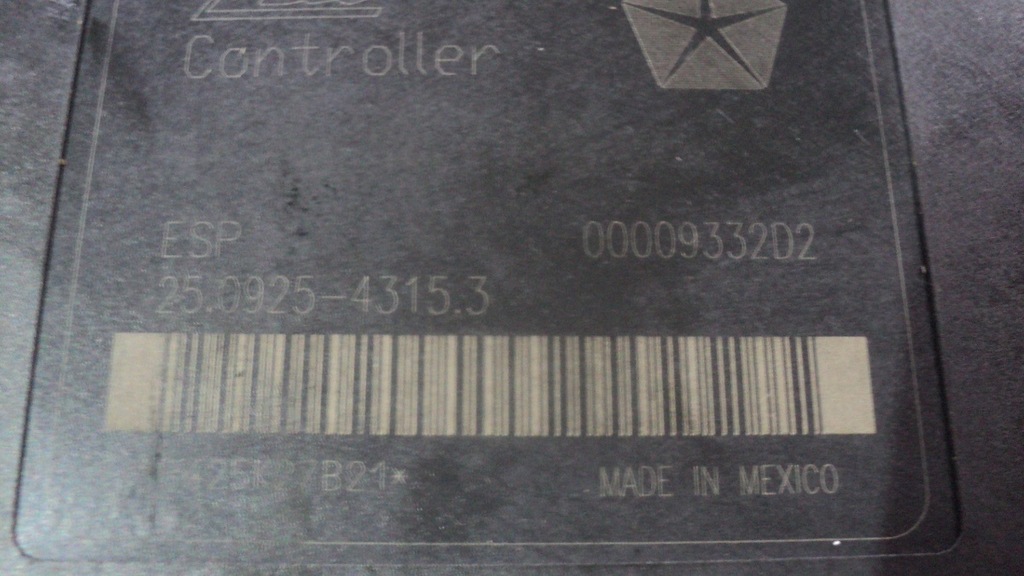 Controller
ESP 00009332D2
25.0925-4315.3
MADE IN MEXICO